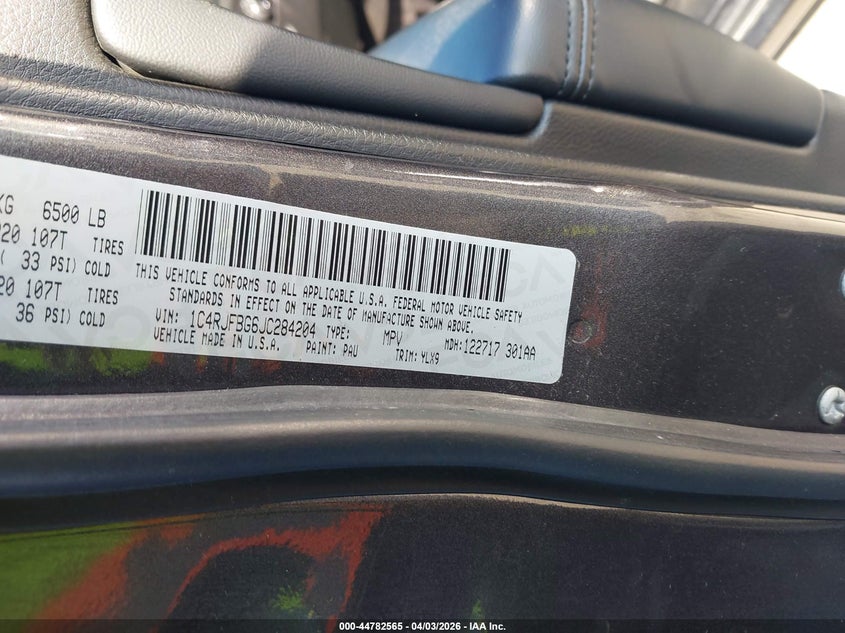 KG 6500 LB
20 107T TIRES
( 33 PSI) COLD
20 107T TIRES
36 PSI) COLD
THIS VEHICLE CONFORMS TO ALL APPLICABLE U.S.A. FEDERAL MOTOR VEHICLE SAFETY
STANDARDS IN EFFECT ON THE DATE OF MANUFACTURE SHOWN ABOVE.
VIN: 1C4RJFBG6JC284204 TYPE: MPV MDH:122717 301AA
VEHICLE MADE IN U.S.A. PAINT: PAU TRIM:YLX9
000-44782565 - 04/03/2026 - IAA Inc.